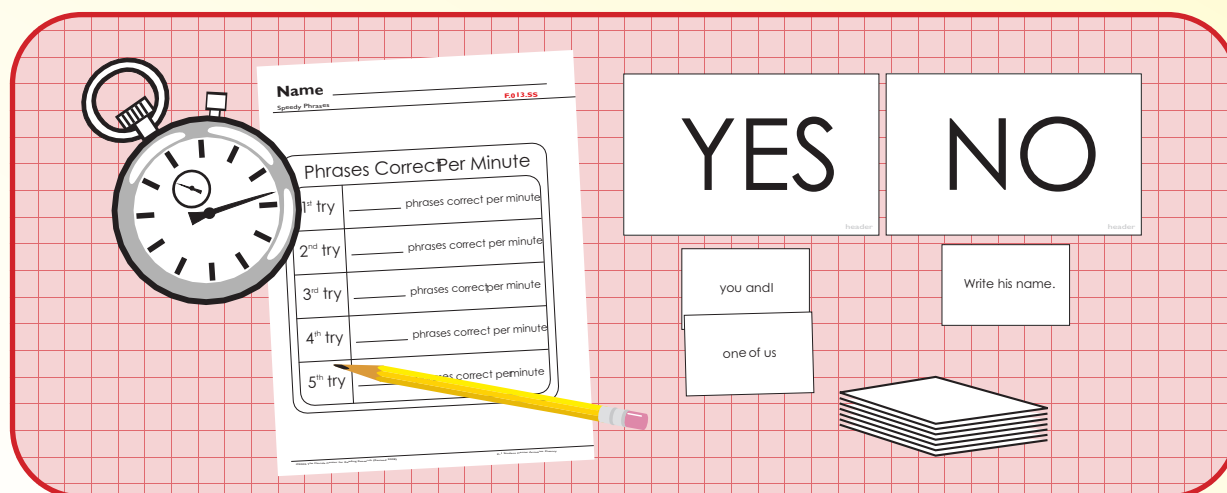 Name
Speedy Phrases
F.013.SS
Phrases Correct Per Minute
1st try phrases correct per minute
2nd try phrases correct per minute
3rd try phrases correct per minute
4th try phrases correct per minute
5th try correct per minute
YES
header
NO
header
you and I
one of us
Write his name.